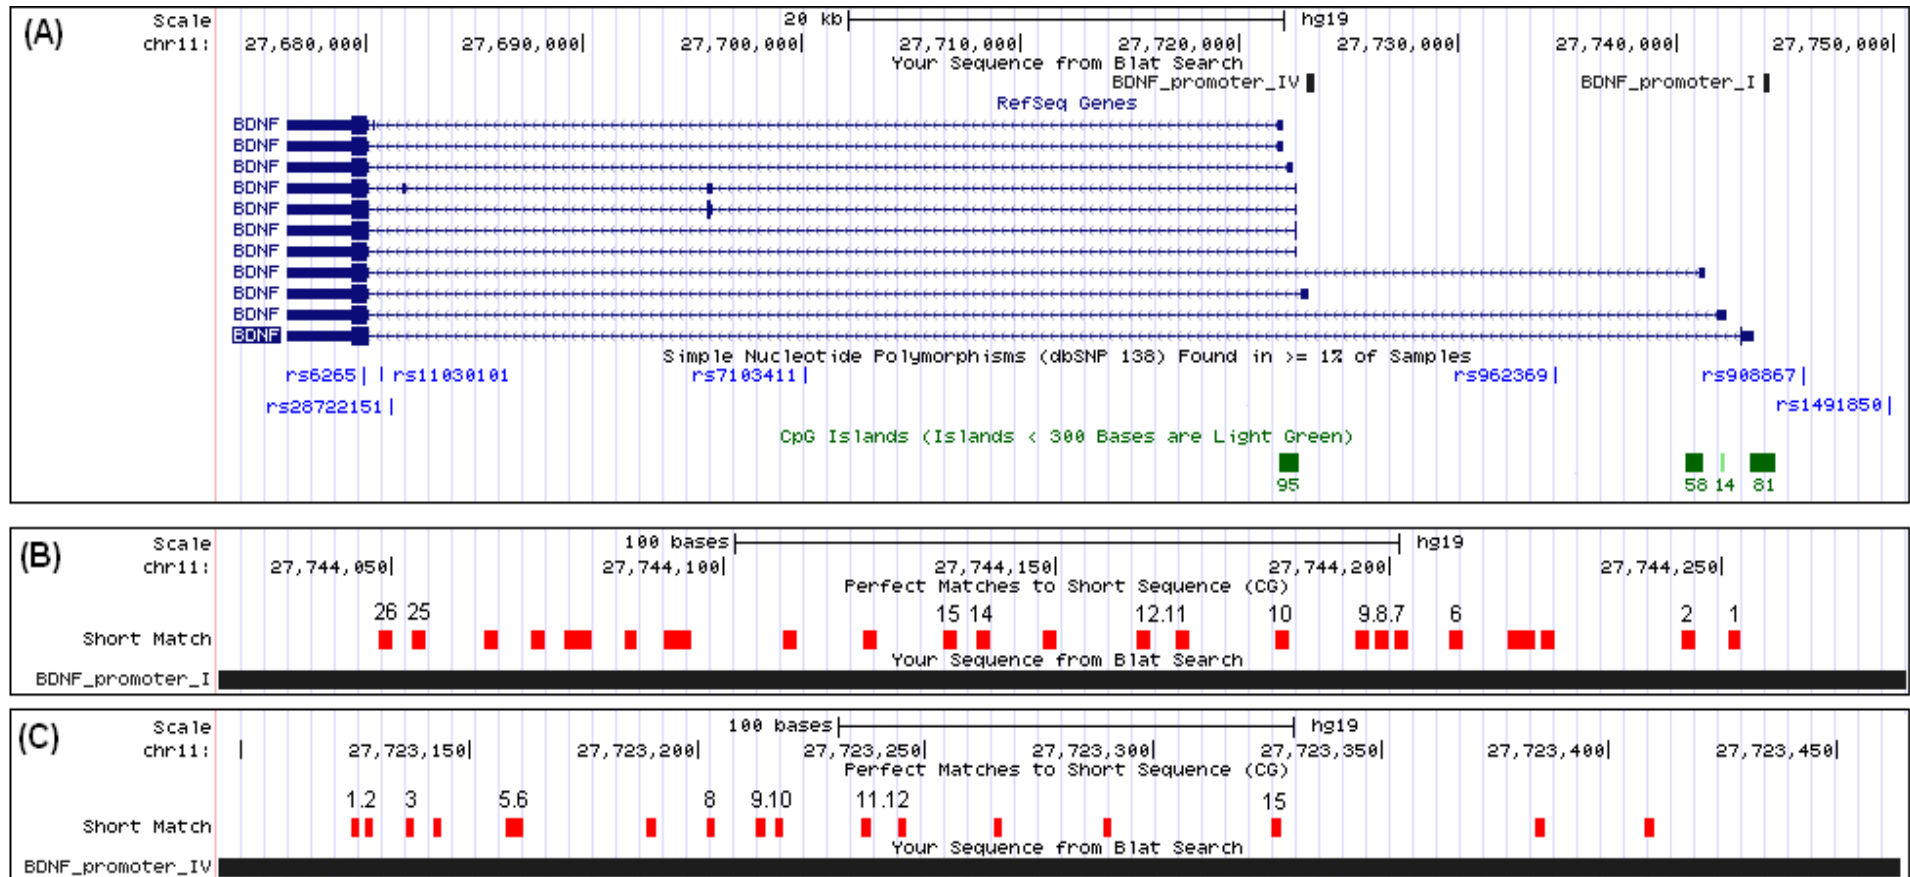 (A)
Scale 20 kb hg19
chr11: 27,680,000| 27,690,000| 27,700,000| 27,710,000| 27,720,000| 27,730,000| 27,740,000| 27,750,000|
Your Sequence from Blat Search
BDNF_promoter_IV BDNF_promoter_I
RefSeq Genes
BDNF
BDNF
BDNF
BDNF
BDNF
BDNF
BDNF
BDNF
BDNF
BDNF
BDNF
Simple Nucleotide Polymorphisms (dbSNP 138) Found in >= 1% of Samples
rs6265 rs11030101 rs7103411 rs962369 rs908867
rs28722151 rs1491850
CpG Islands (Islands < 300 Bases are Light Green)
95 58 14 81
(B)
Scale 100 bases hg19
chr11: 27,744,050| 27,744,100| 27,744,150| 27,744,200| 27,744,250|
Perfect Matches to Short Sequence (CG)
26 25 15 14 12.11 10 9.8.7 6 2 1
Short Match
Your Sequence from Blat Search
BDNF_promoter_I
(C)
Scale 100 bases hg19
chr11: | 27,723,150| 27,723,200| 27,723,250| 27,723,300| 27,723,350| 27,723,400| 27,723,450|
Perfect Matches to Short Sequence (CG)
1.2 3 5.6 8 9.10 11.12 15
Short Match
Your Sequence from Blat Search
BDNF_promoter_IV